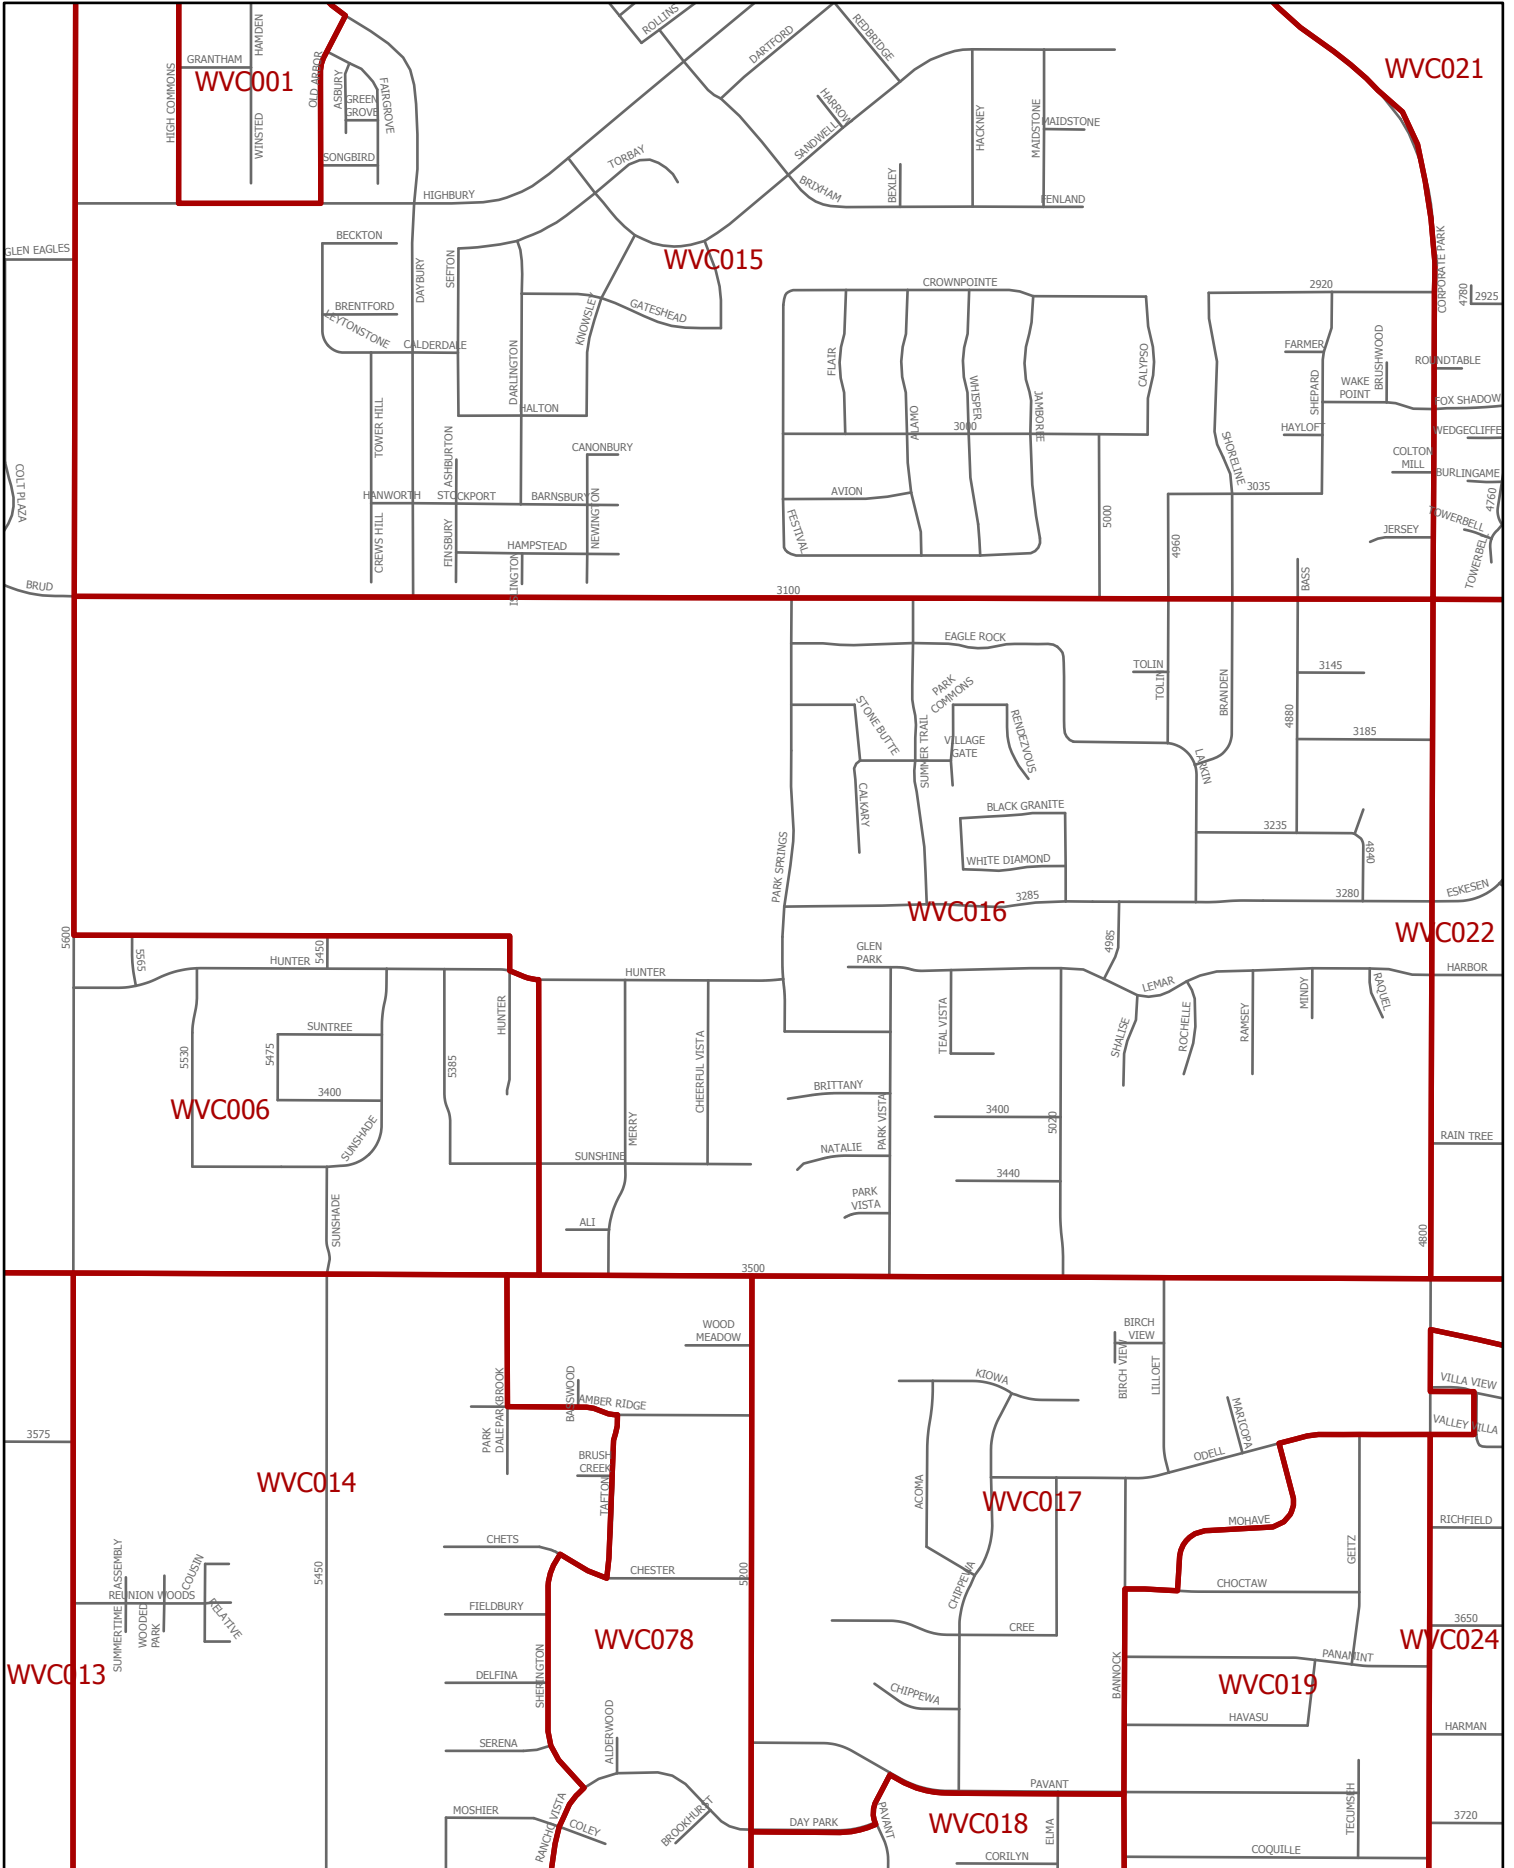 ROLLINS
REDBRIDGE
HAMDEN
DARTFORD
GRANTHAM
WVC001
HIGH COMMONS
OLD ARBOR
ASBURY
GREEN
GROVE
FAIRGROVE
WINSTED
SONGBIRD
WVC021
HARROW
SANDWELL
HACKNEY
MAIDSTONE
MAIDSTONE
TORBAY
BRIXHAM
BEXLEY
FENLAND
HIGHBURY
GLEN EAGLES
BECKTON
DAYBURY
SEFTON
WVC015
CORPORATE PARK
BRENTFORD
LEYTONSTONE
CALDERDALE
KNOWSLEY
GATESHEAD
CROWNPOINTE
2920
4780
2925
DARLINGTON
FLAIR
WHISPER
CALYPSO
FARMER
BRUSHWOOD
ROUNDTABLE
WAKE
POINT
SHEPARD
FOX SHADOW
TOWER HILL
HALTON
ALAMO
JAMBOREE
3000
HAYLOFT
WEDGECLIFFE
CANONBURY
ASHBURTON
SHORELINE
COLTON
MILL
BURLINGAME
COLT PLAZA
HANWORTH
STOCKPORT
BARNSBURY
AVION
3035
4760
NEWINGTON
FESTIVAL
5000
TOWERBELL
JERSEY
CREWS HILL
FINSBURY
HAMPSTEAD
4960
TOWERBELL
ISLINGTON
BASS
BRUD
3100
EAGLE ROCK
TOLIN
TOLIN
3145
PARK
COMMONS
BRANDEN
STONE BUTTE
SUMMER TRAIL
VILLAGE
GATE
RENDEZVOUS
4880
3185
LARKIN
CALKARY
BLACK GRANITE
3235
PARK SPRINGS
WHITE DIAMOND
4840
3285
3280
ESKESEN
WVC016
5600
WVC022
5565
5450
HUNTER
HUNTER
GLEN
PARK
4985
LEMAR
HARBOR
HUNTER
SUNTREE
TEAL VISTA
SHALISE
ROCHELLE
RAMSEY
MINDY
RAQUEL
5530
5475
5385
CHEERFUL VISTA
3400
BRITTANY
WVC006
PARK VISTA
3400
5020
SUNSHADE
MERRY
RAIN TREE
SUNSHINE
NATALIE
3440
PARK
VISTA
SUNSHADE
ALI
4800
3500
WOOD
MEADOW
BIRCH
VIEW
BIRCH VIEW
LILLOET
PARKBROOK
BASSWOOD
AMBER RIDGE
KIOWA
VILLA VIEW
3575
PARK
DALE
MARICOPA
VALLEY VILLA
BRUSH
CREEK
ODELL
WVC014
TAFTON
ACOMA
WVC017
MOHAVE
RICHFIELD
GEITZ
CHETS
ASSEMBLY
COUSIN
5450
CHESTER
5200
CHIPPEWA
CHOCTAW
REUNION WOODS
SUMMERTIME
WOODED
PARK
RELATIVE
FIELDBURY
CREE
3650
WVC013
WVC078
WVC024
PANAMINT
DELFINA
SHERINGTON
CHIPPEWA
BANNOCK
WVC019
HAVASU
HARMAN
SERENA
ALDERWOOD
PAVANT
MOSHIER
RANCHO VISTA
COLEY
BROOKHURST
DAY PARK
PAVANT
WVC018
ELMA
TECUMSEH
3720
CORILYN
COQUILLE